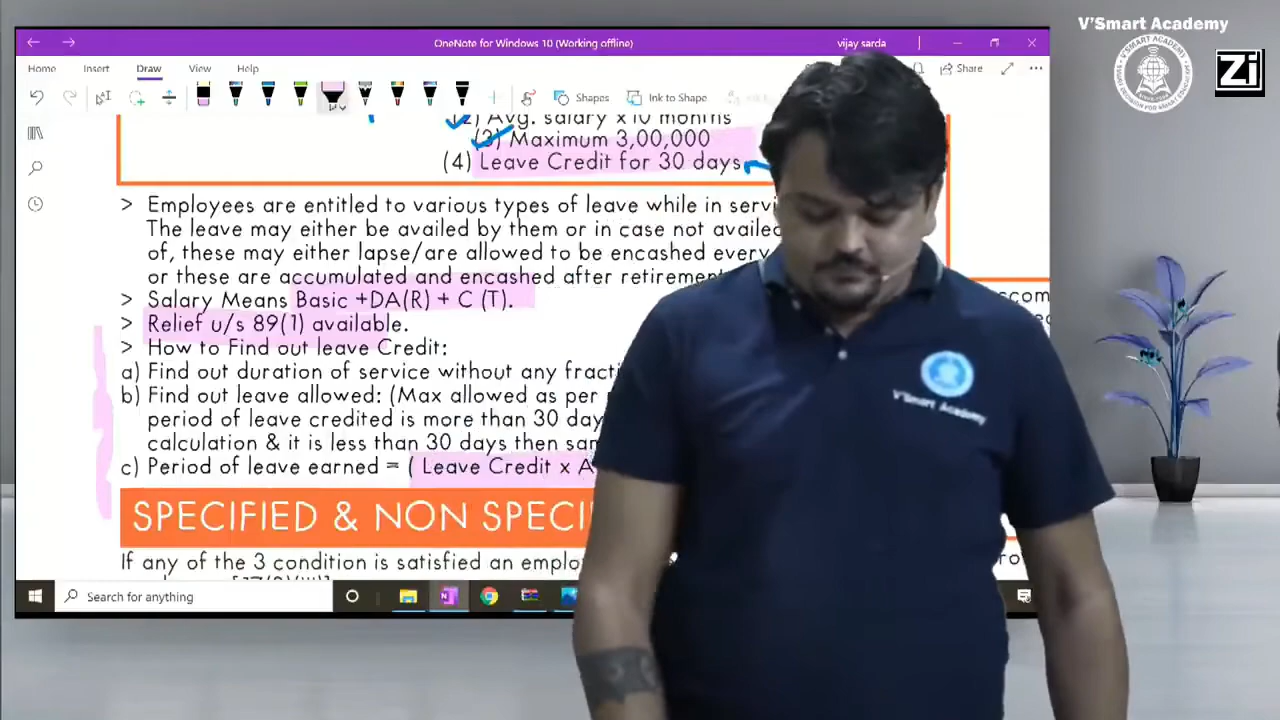 V'Smart Academy
OneNote for Windows 10 (Working offline)
vijay sarda
Home Insert Draw View Help
Share
Shapes
Ink to Shape
(2) Avg. salary x10 months
(3) Maximum 3,00,000
(4) Leave Credit for 30 days
> Employees are entitled to various types of leave while in servi
The leave may either be availed by them or in case not availed
of, these may either lapse/are allowed to be encashed every
or these are accumulated and encashed after retirement
> Salary Means Basic +DA(R) + C (T).
> Relief u/s 89(1) available.
> How to Find out leave Credit:
a) Find out duration of service without any fracti
b) Find out leave allowed: (Max allowed as per
period of leave credited is more than 30 day
calculation & it is less than 30 days then sam
c) Period of leave earned = ( Leave Credit x A
SPECIFIED & NON SPECI
If any of the 3 condition is satisfied an emplo
Search for anything
V'Smart Academy
Zi